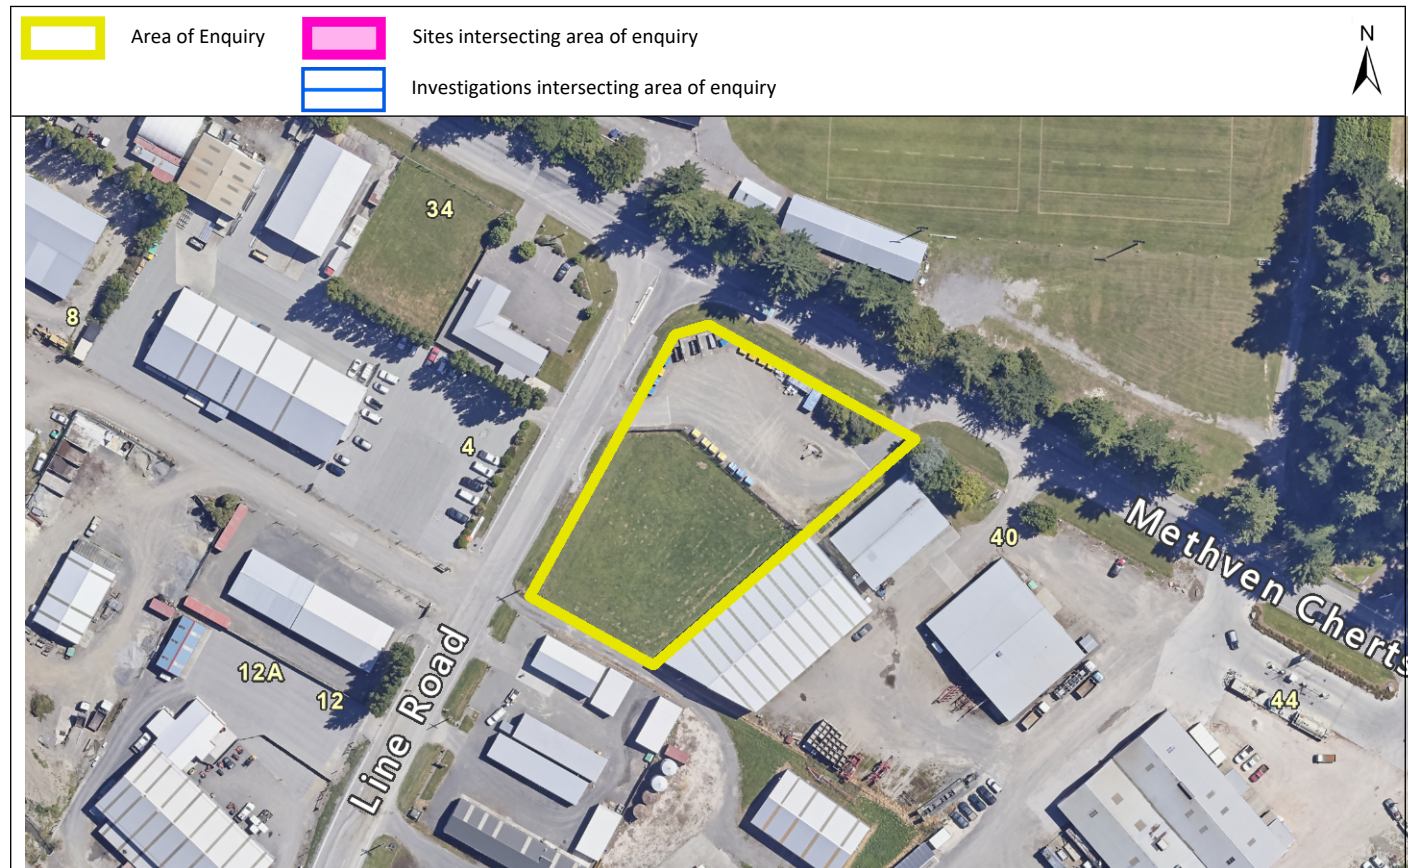 Area of Enquiry
Sites intersecting area of enquiry
N
Investigations intersecting area of enquiry
34
8
4
40
Methven Cherts
12A
12
Line Road
44